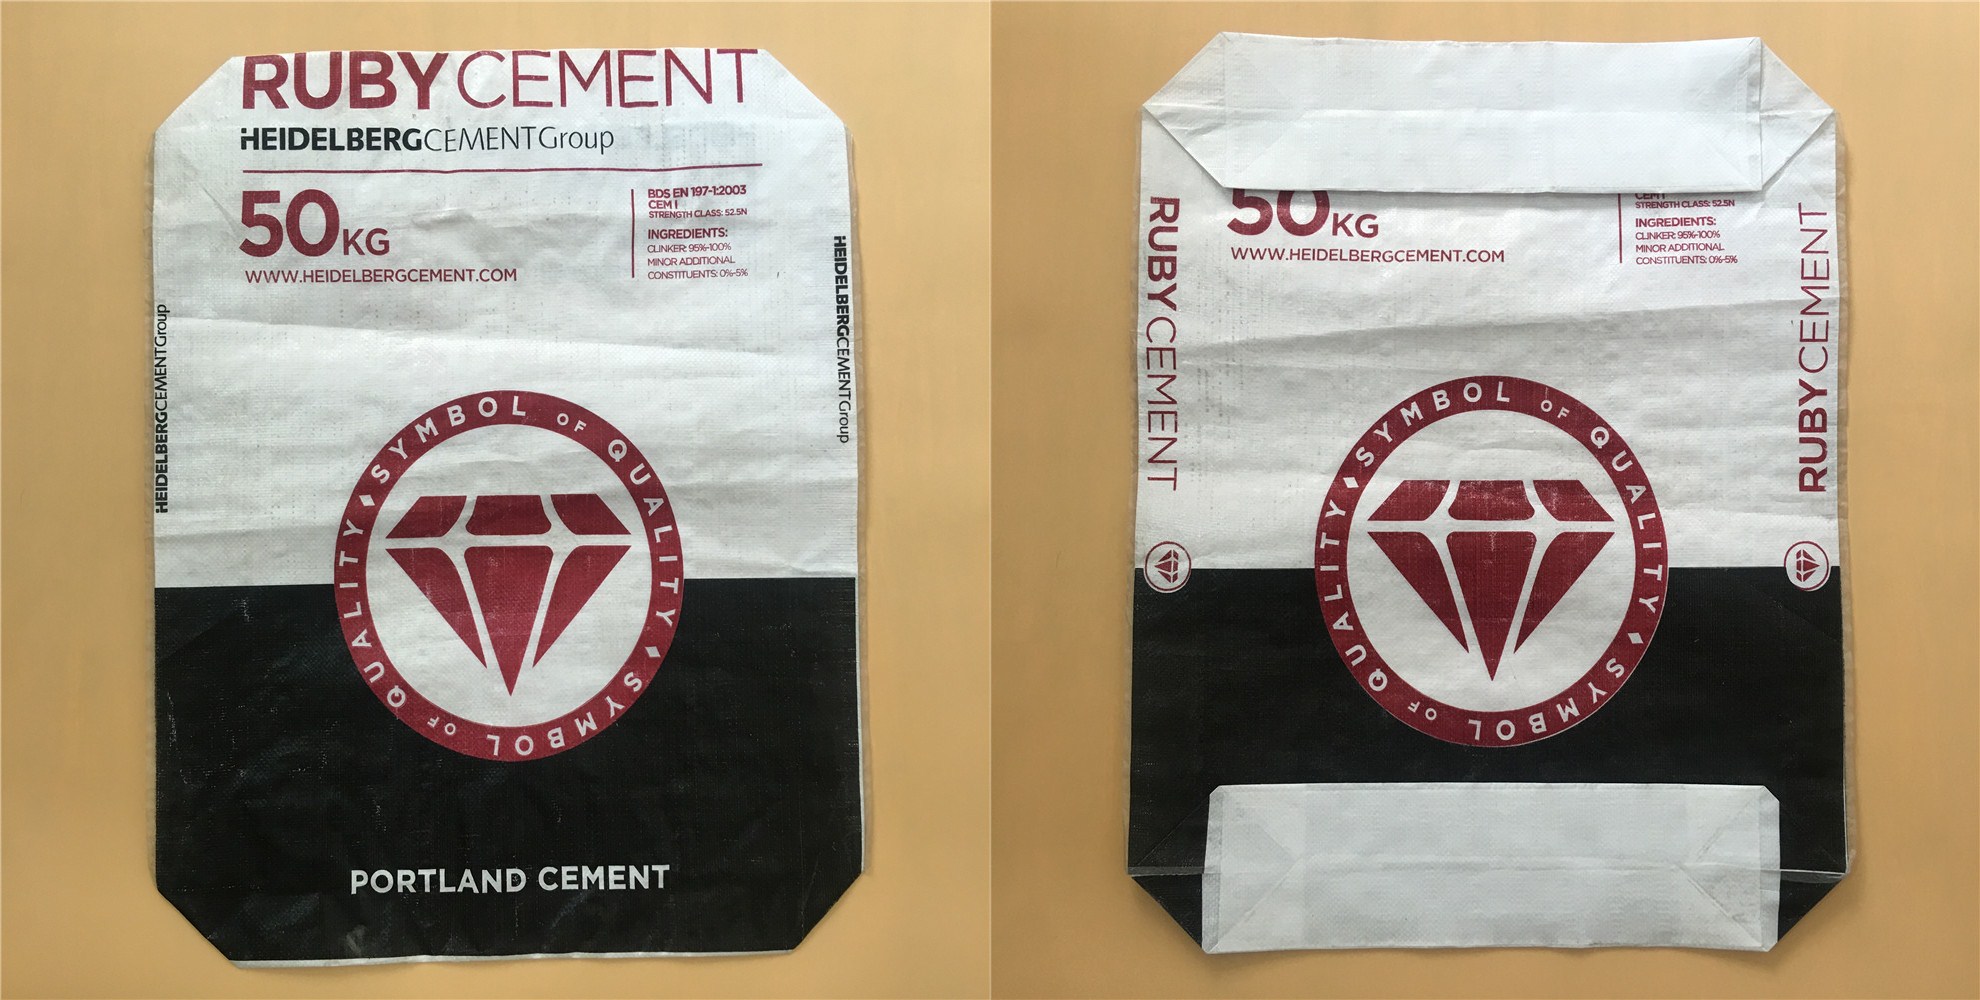 RUBYCEMENT
HEIDELBERGCEMENTGroup
50KG
WWW.HEIDELBERGCEMENT.COM
BDS EN 197-1:2003
CEM I
STRENGTH CLASS: 52.5N
INGREDIENTS:
CLINKER: 95%-100%
MINOR ADDITIONAL
CONSTITUENTS: 0%-5%
HEIDELBERGCEMENTGroup
HEIDELBERGCEMENTGroup
SYMBOL OF QUALITY
SYMBOL OF QUALITY
PORTLAND CEMENT
50KG
WWW.HEIDELBERGCEMENT.COM
CEM I
STRENGTH CLASS: 52.5N
INGREDIENTS:
CLINKER: 95%-100%
MINOR ADDITIONAL
CONSTITUENTS: 0%-5%
RUBYCEMENT
RUBYCEMENT
SYMBOL OF QUALITY
SYMBOL OF QUALITY